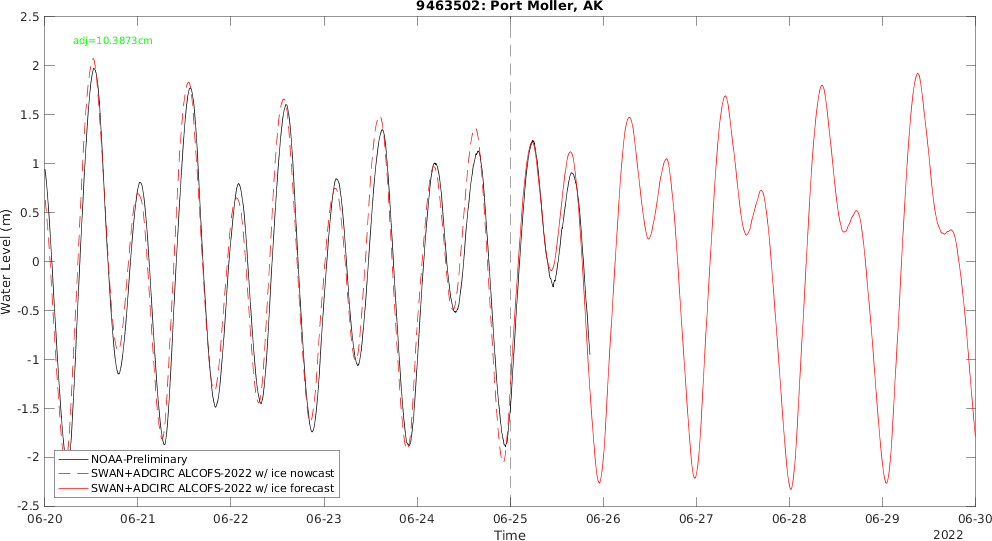 9463502: Port Moller, AK
adj=10.3873cm
2.5
2
1.5
1
0.5
0
-0.5
-1
-1.5
-2
-2.5
Water Level (m)
NOAA-Preliminary
SWAN+ADCIRC ALCOFS-2022 w/ ice nowcast
SWAN+ADCIRC ALCOFS-2022 w/ ice forecast
06-20 06-21 06-22 06-23 06-24 06-25 06-26 06-27 06-28 06-29 06-30
Time
2022